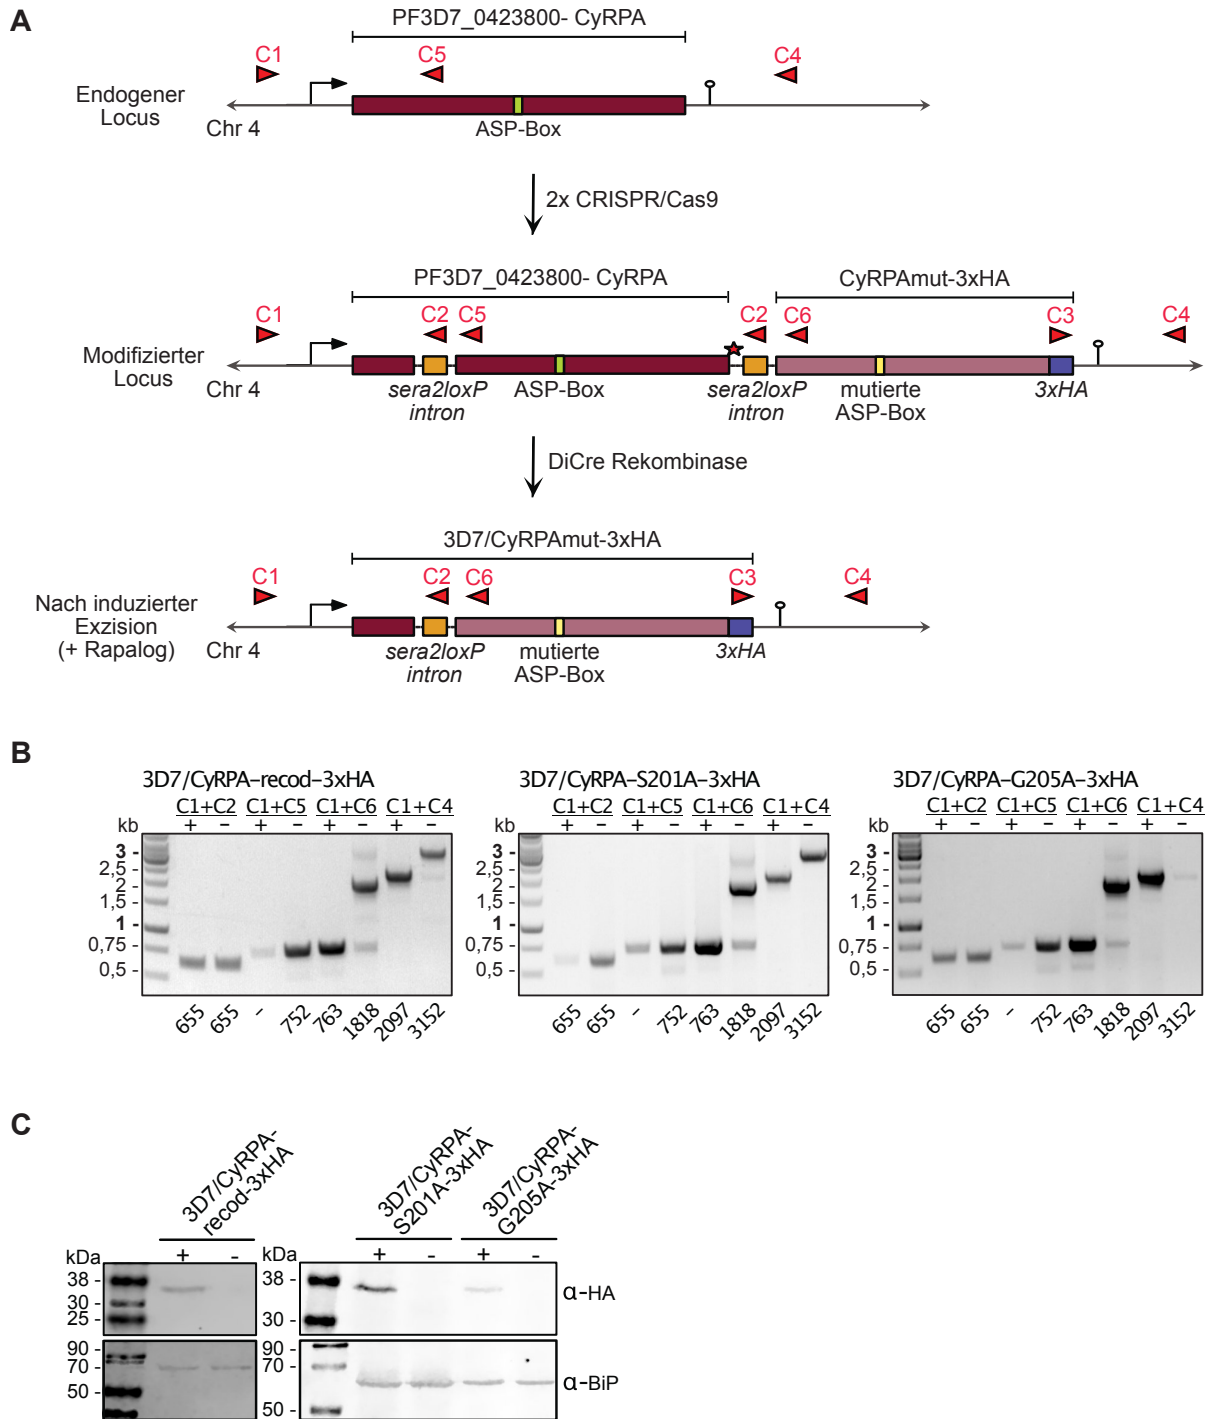 A
PF3D7_0423800- CyRPA
C1 C5 C4
Endogener
Locus
Chr 4
ASP-Box
2x CRISPR/Cas9
PF3D7_0423800- CyRPA CyRPAmut-3xHA
C1 C2 C5 C2 C6 C3 C4
Modifizierter
Locus
Chr 4
sera2loxP
intron
ASP-Box
sera2loxP
intron
mutierte
ASP-Box
3xHA
DiCre Rekombinase
3D7/CyRPAmut-3xHA
C1 C2 C6 C3 C4
Nach induzierter
Exzision
(+ Rapalog)
Chr 4
sera2loxP
intron
mutierte
ASP-Box
3xHA
B
3D7/CyRPA-recod-3xHA
C1+C2 C1+C5 C1+C6 C1+C4
kb + - + - + - + -
3 -
2,5 -
2 -
1,5 -
1 -
0,75 -
0,5 -
655 655 - 752 763 1818 2097 3152
3D7/CyRPA-S201A-3xHA
C1+C2 C1+C5 C1+C6 C1+C4
kb + - + - + - + -
3 -
2,5 -
2 -
1,5 -
1 -
0,75 -
0,5 -
655 655 - 752 763 1818 2097 3152
3D7/CyRPA-G205A-3xHA
C1+C2 C1+C5 C1+C6 C1+C4
kb + - + - + - + -
3 -
2,5 -
2 -
1,5 -
1 -
0,75 -
0,5 -
655 655 - 752 763 1818 2097 3152
C
3D7/CyRPA-
recod-3xHA
3D7/CyRPA-
S201A-3xHA
3D7/CyRPA-
G205A-3xHA
kDa + -
38 -
30 -
25 -
90 -
70 -
50 -
kDa + - + -
38 -
30 -
α-HA
90 -
70 -
50 -
α-BiP